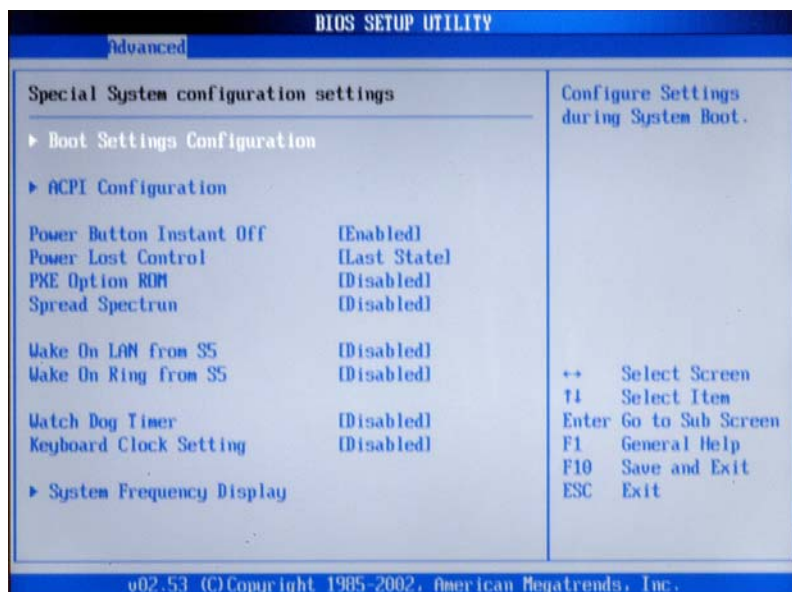 BIOS SETUP UTILITY
Advanced
Special System configuration settings
▶ Boot Settings Configuration
▶ ACPI Configuration
Power Button Instant Off [Enabled]
Power Lost Control [Last State]
PXE Option ROM [Disabled]
Spread Spectrun [Disabled]
Wake On LAN from S5 [Disabled]
Wake On Ring from S5 [Disabled]
Watch Dog Timer [Disabled]
Keyboard Clock Setting [Disabled]
▶ System Frequency Display
Configure Settings
during System Boot.
↔ Select Screen
↑↓ Select Item
Enter Go to Sub Screen
F1 General Help
F10 Save and Exit
ESC Exit
v02.53 (C)Copyright 1985-2002, American Megatrends, Inc.